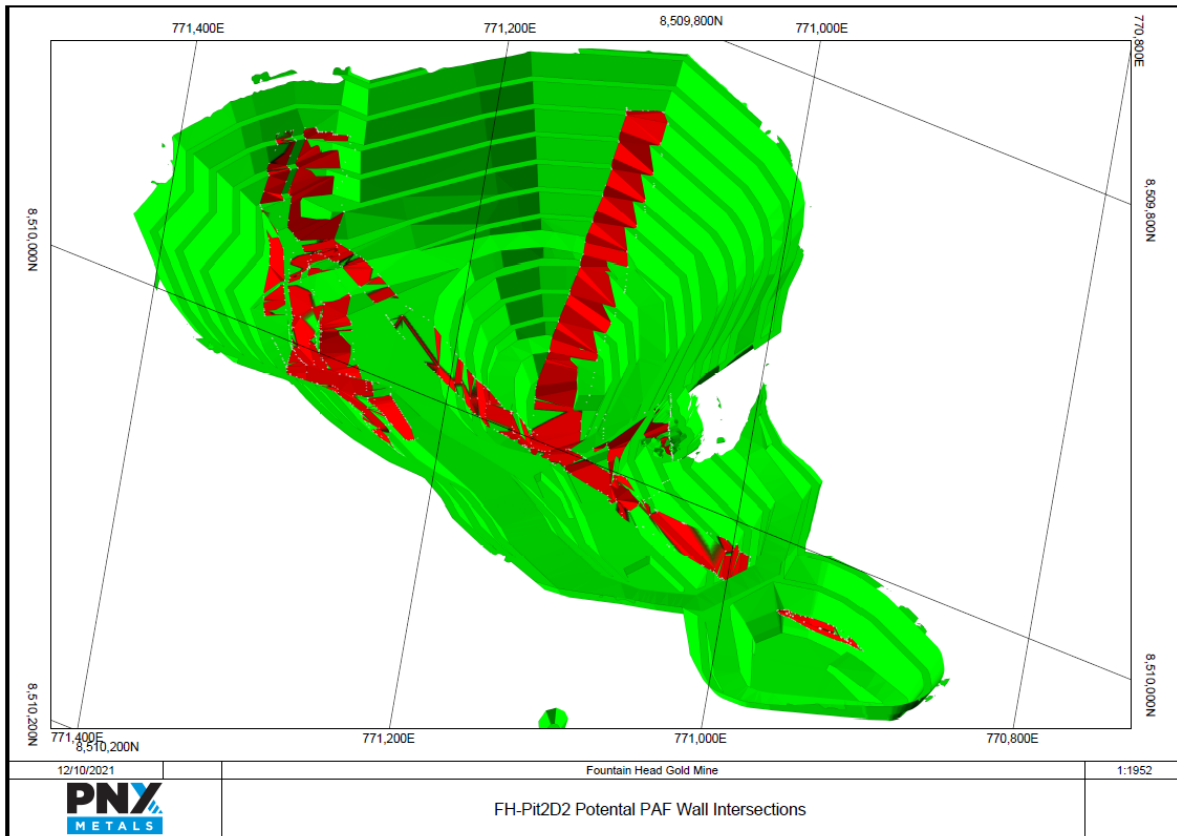 8,509,800N
771,400E
771,200E
771,000E
770,800E
8,510,000N
8,509,800N
8,510,200N
8,510,000N
771,400E
8,510,200N
771,200E
771,000E
770,800E
12/10/2021
Fountain Head Gold Mine
1:1952
PNX
METALS
FH-Pit2D2 Potental PAF Wall Intersections